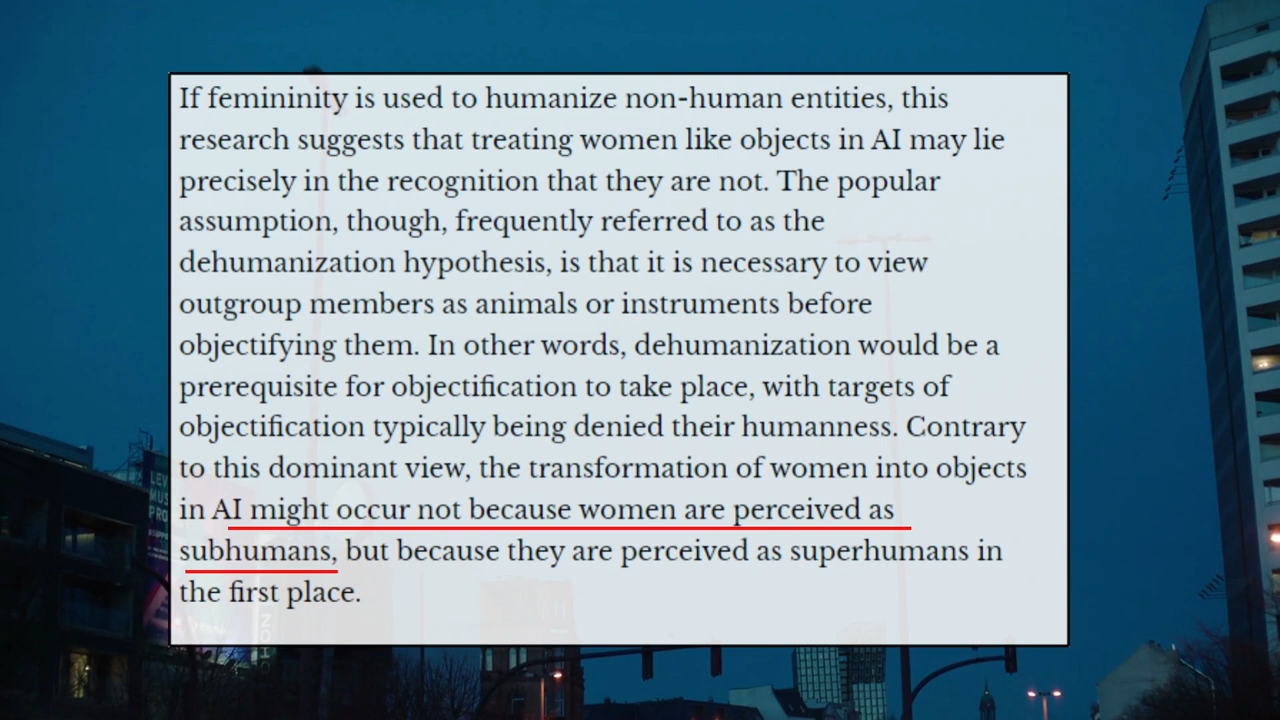 If femininity is used to humanize non-human entities, this
research suggests that treating women like objects in AI may lie
precisely in the recognition that they are not. The popular
assumption, though, frequently referred to as the
dehumanization hypothesis, is that it is necessary to view
outgroup members as animals or instruments before
objectifying them. In other words, dehumanization would be a
prerequisite for objectification to take place, with targets of
objectification typically being denied their humanness. Contrary
to this dominant view, the transformation of women into objects
in AI might occur not because women are perceived as
subhumans, but because they are perceived as superhumans in
the first place.